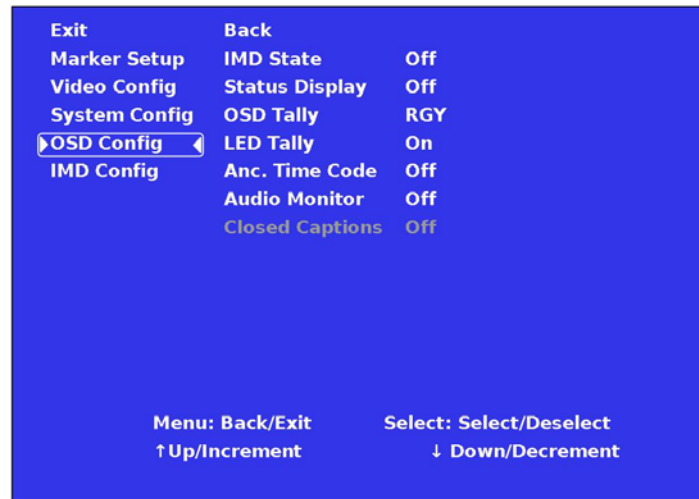 Exit Back
Marker Setup IMD State Off
Video Config Status Display Off
System Config OSD Tally RGY
OSD Config LED Tally On
IMD Config Anc. Time Code Off
Audio Monitor Off
Closed Captions Off
Menu: Back/Exit Select: Select/Deselect
↑Up/Increment ↓ Down/Decrement